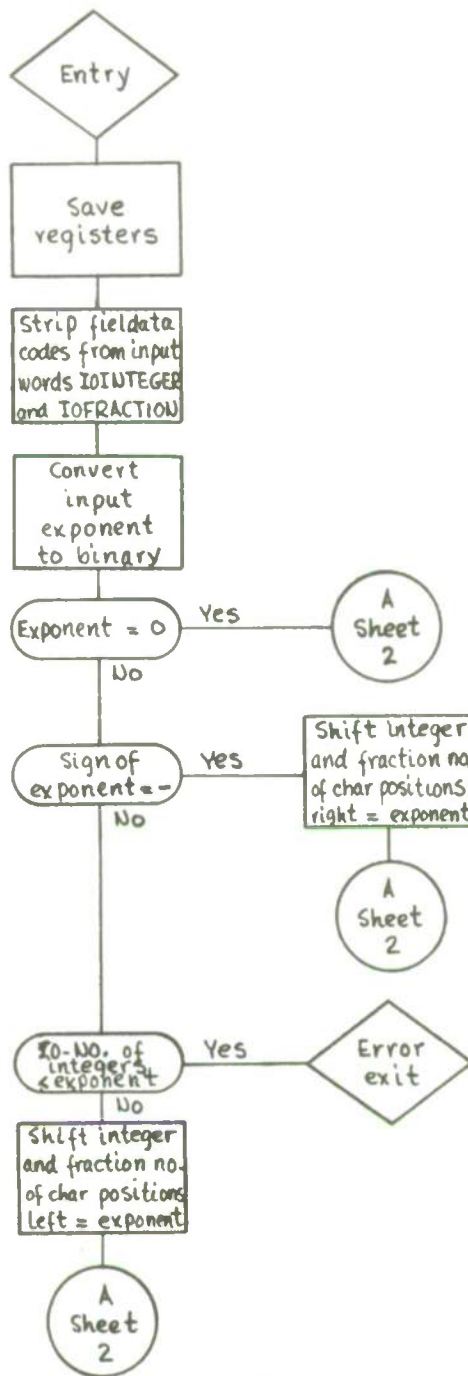 Entry
Save
registers
Strip fieldata
codes from input
words IOINTEGER
and IOFRACTION
Convert
input
exponent
to binary
Exponent = 0
Yes
A
Sheet
2
No
Sign of
exponent = -
Yes
Shift integer
and fraction no.
of char positions
right = exponent
No
A
Sheet
2
-No. of
integers
< exponent
Yes
Error
exit
No
Shift integer
and fraction no.
of char positions
left = exponent
A
Sheet
2